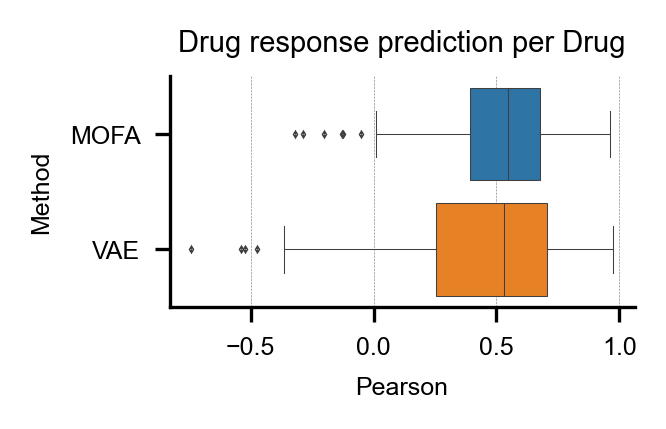 Drug response prediction per Drug
Method
MOFA
VAE
−0.5 0.0 0.5 1.0
Pearson